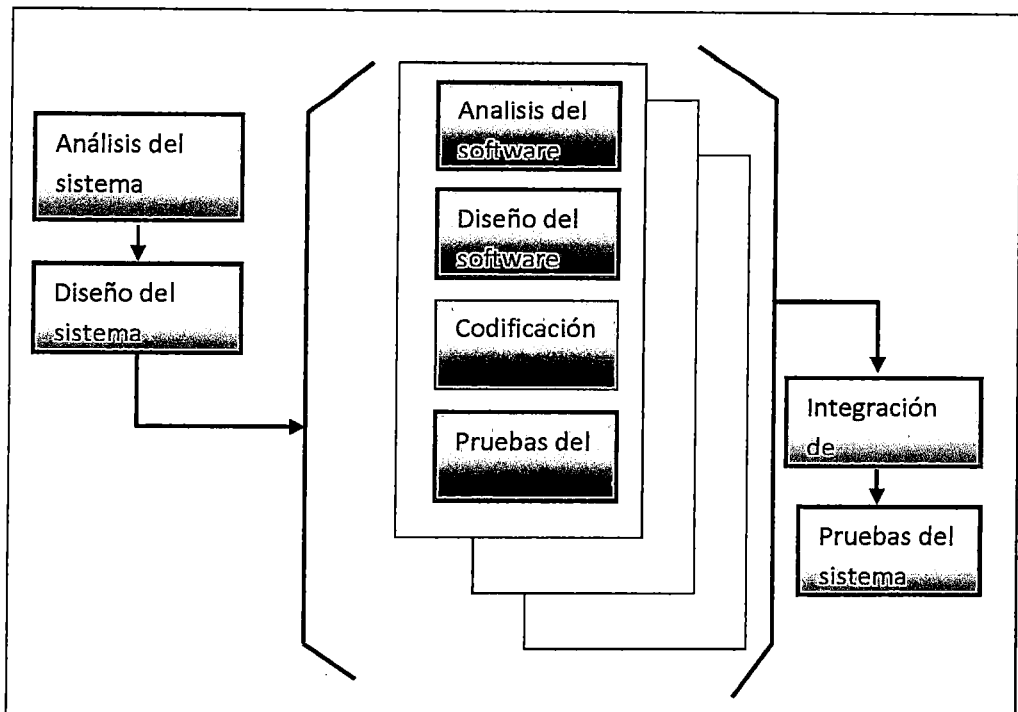 Análisis del
sistema
Diseño del
sistema
Analisis del
software
Diseño del
software
Codificación
Pruebas del
Integración
de
Pruebas del
sistema